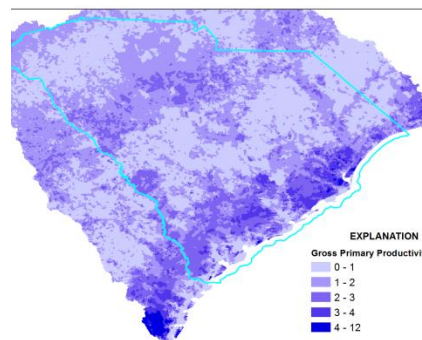 EXPLANATION
Gross Primary Productivi
0 - 1
1 - 2
2 - 3
3 - 4
4 - 12